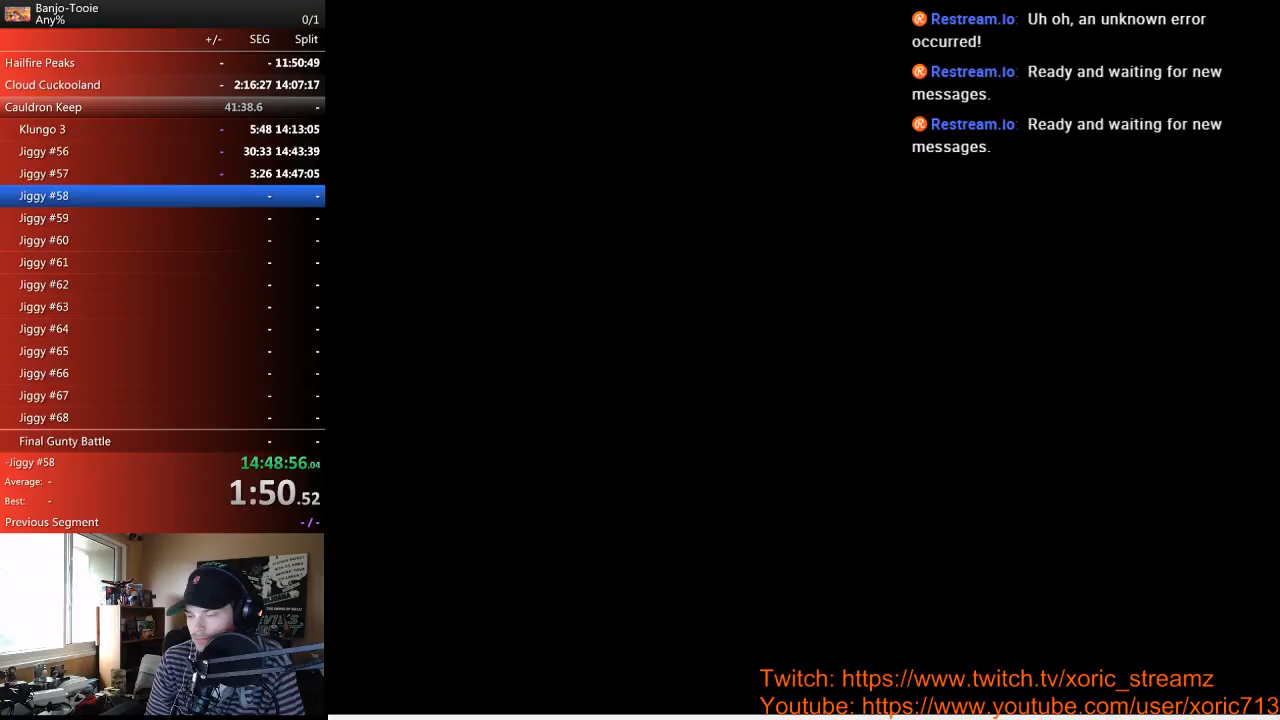 Banjo-Tooie
Any%
0/1
+/- SEG Split
Hailfire Peaks - - 11:50:49
Cloud Cuckooland - 2:16:27 14:07:17
Cauldron Keep 41:38.6 -
Klungo 3 - 5:48 14:13:05
Jiggy #56 - 30:33 14:43:39
Jiggy #57 - 3:26 14:47:05
Jiggy #58 - -
Jiggy #59 - -
Jiggy #60 - -
Jiggy #61 - -
Jiggy #62 - -
Jiggy #63 - -
Jiggy #64 - -
Jiggy #65 - -
Jiggy #66 - -
Jiggy #67 - -
Jiggy #68 - -
Final Gunty Battle - -
-Jiggy #58 14:48:56.04
Average: -
Best: -
1:50.52
Previous Segment - / -
Restream.io: Uh oh, an unknown error
occurred!
Restream.io: Ready and waiting for new
messages.
Restream.io: Ready and waiting for new
messages.
Twitch: https://www.twitch.tv/xoric_streamz
Youtube: https://www.youtube.com/user/xoric713